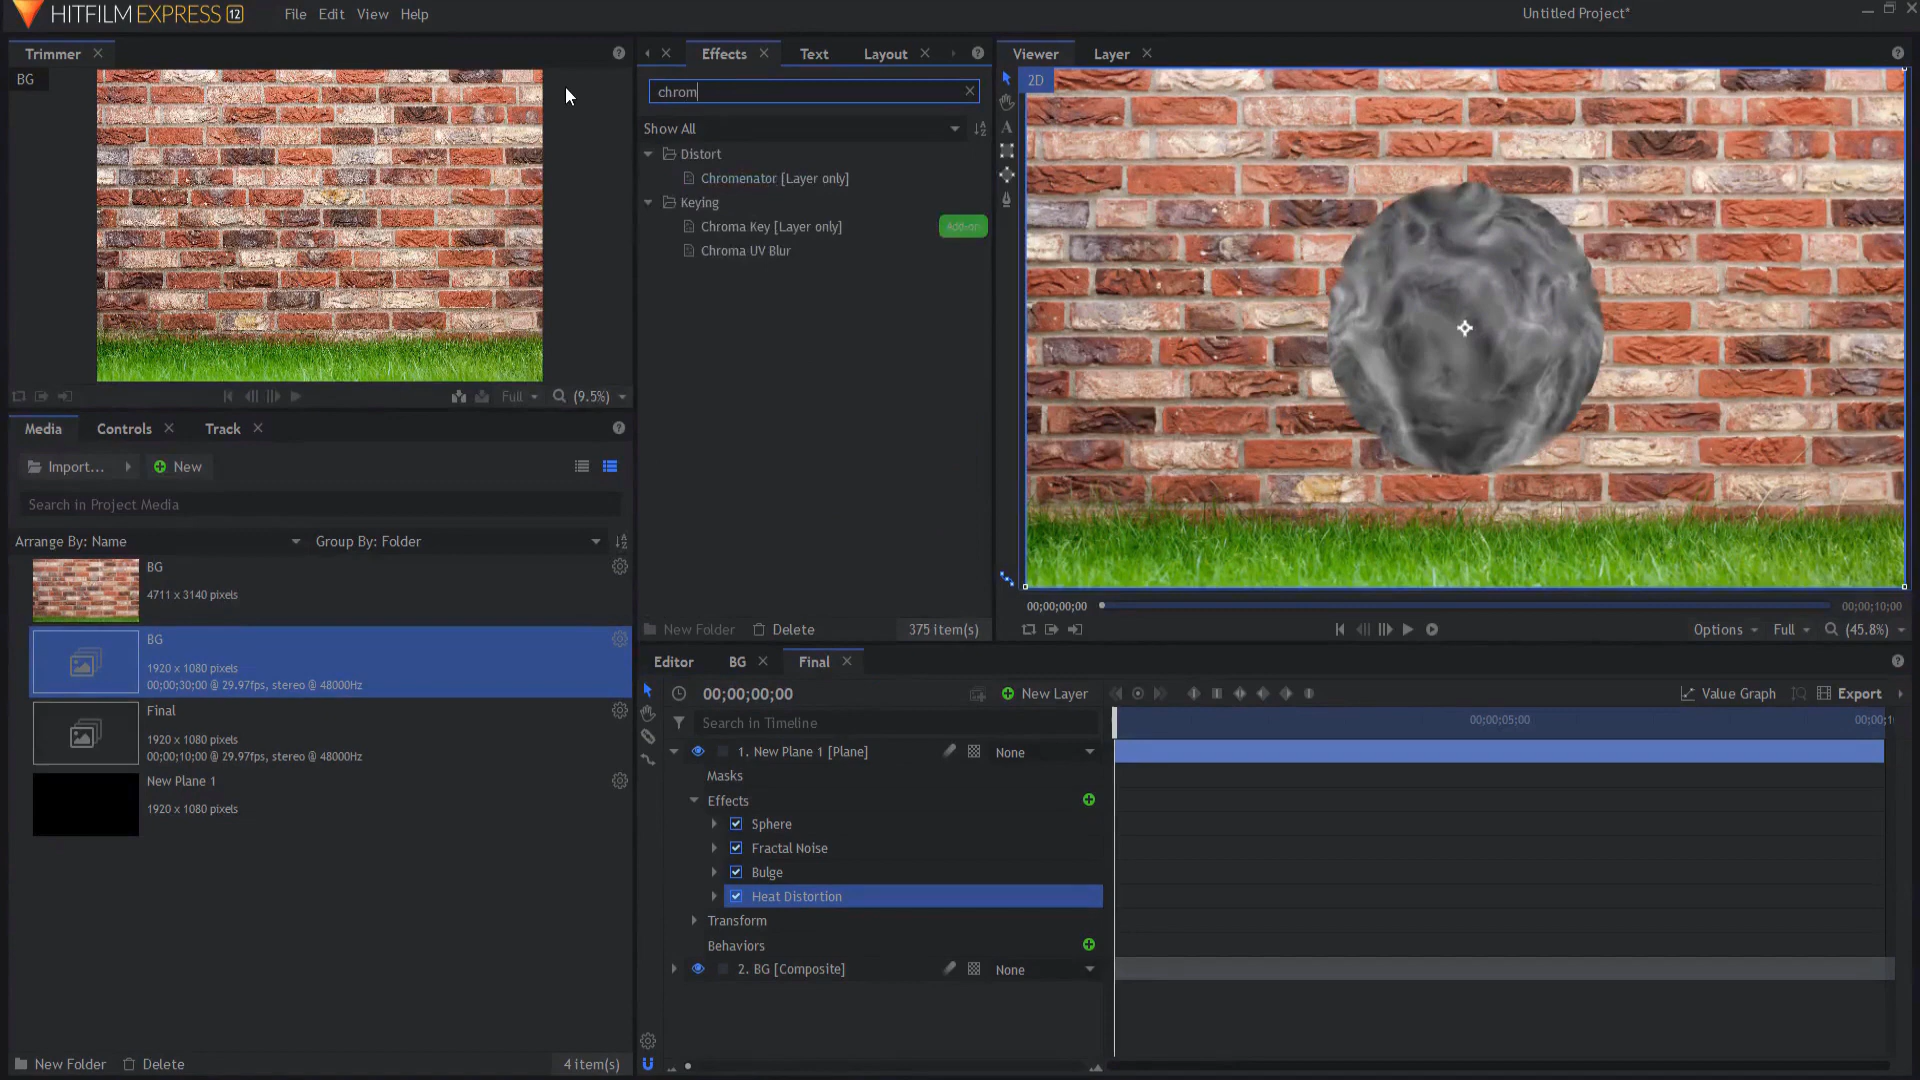 HITFILM EXPRESS 12
File Edit View Help
Untitled Project*
Trimmer
BG
Effects Text Layout
chrom
Show All
Distort
Chromenator [Layer only]
Keying
Chroma Key [Layer only]
Add-on
Chroma UV Blur
New Folder Delete 375 item(s)
Viewer Layer
2D
00;00;00;00
00;00;10;00
Options Full (45.8%)
Full (9.5%)
Media Controls Track
Import... New
Search in Project Media
Arrange By: Name Group By: Folder
BG
4711 x 3140 pixels
BG
1920 x 1080 pixels
00;00;30;00 @ 29.97fps, stereo @ 48000Hz
Final
1920 x 1080 pixels
00;00;10;00 @ 29.97fps, stereo @ 48000Hz
New Plane 1
1920 x 1080 pixels
New Folder Delete 4 item(s)
Editor BG Final
00;00;00;00 New Layer
Value Graph Export
Search in Timeline
00;00;05;00
00;00;1
1. New Plane 1 [Plane] None
Masks
Effects
Sphere
Fractal Noise
Bulge
Heat Distortion
Transform
Behaviors
2. BG [Composite] None